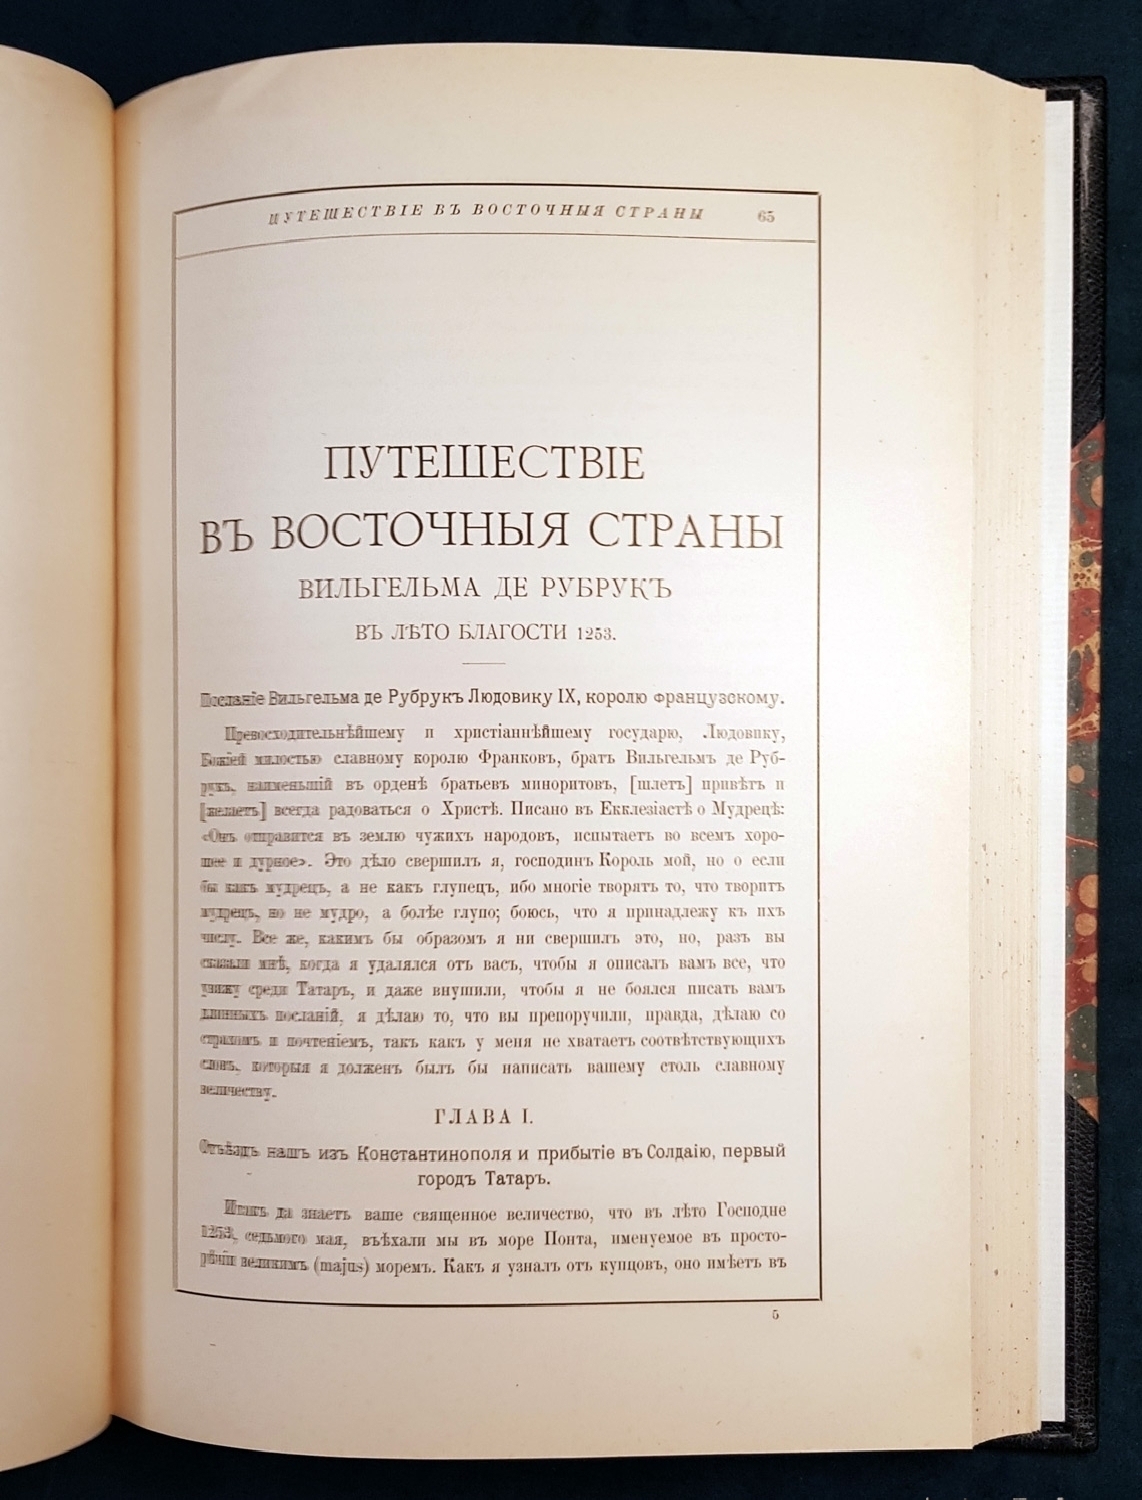 ПУТЕШЕСТВІЕ ВЪ ВОСТОЧНЫЯ СТРАНЫ 65
ПУТЕШЕСТВІЕ
ВЪ ВОСТОЧНЫЯ СТРАНЫ
ВИЛЬГЕЛЬМА ДЕ РУБРУКЪ
ВЪ ЛѢТО БЛАГОСТИ 1253.
Посланіе Вильгельма де Рубрукъ Людовику IX, королю французскому.
Превосходительнѣйшему и христіаннѣйшему государю, Людовику,
Божіей милостью славному королю Франковъ, братъ Вильгельмъ де Руб-
рукъ, наименьшій въ орденѣ братьевъ миноритовъ, [шлетъ] привѣтъ и
[желаетъ] всегда радоваться о Христѣ. Писано въ Екклезіастѣ о Мудрецѣ:
«Онъ отправится въ землю чужихъ народовъ, испытаетъ во всемъ хоро-
шее и дурное». Это дѣло свершилъ я, господинъ Король мой, но о если
бы какъ мудрецъ, а не какъ глупецъ, ибо многіе творятъ то, что творитъ
мудрецъ, но не мудро, а болѣе глупо; боюсь, что я принадлежу къ ихъ
числу. Все же, какимъ бы образомъ я ни свершилъ это, но, разъ вы
сказали мнѣ, когда я удалялся отъ васъ, чтобы я описалъ вамъ все, что
увижу среди Татаръ, и даже внушили, чтобы я не боялся писать вамъ
длинныхъ посланій, я дѣлаю то, что вы препоручили, правда, дѣлаю со
страхомъ и почтеніемъ, такъ какъ у меня не хватаетъ соотвѣтствующихъ
словъ, которыя я долженъ былъ бы написать вашему столь славному
величеству.
ГЛАВА I.
Отъѣздъ нашъ изъ Константинополя и прибытіе въ Солдаію, первый
городъ Татаръ.
Итакъ да знаетъ ваше священное величество, что въ лѣто Господне
1253, седьмого мая, въѣхали мы въ море Понта, именуемое въ просто-
рѣчіи великимъ (majus) моремъ. Какъ я узналъ отъ купцовъ, оно имѣетъ въ
5